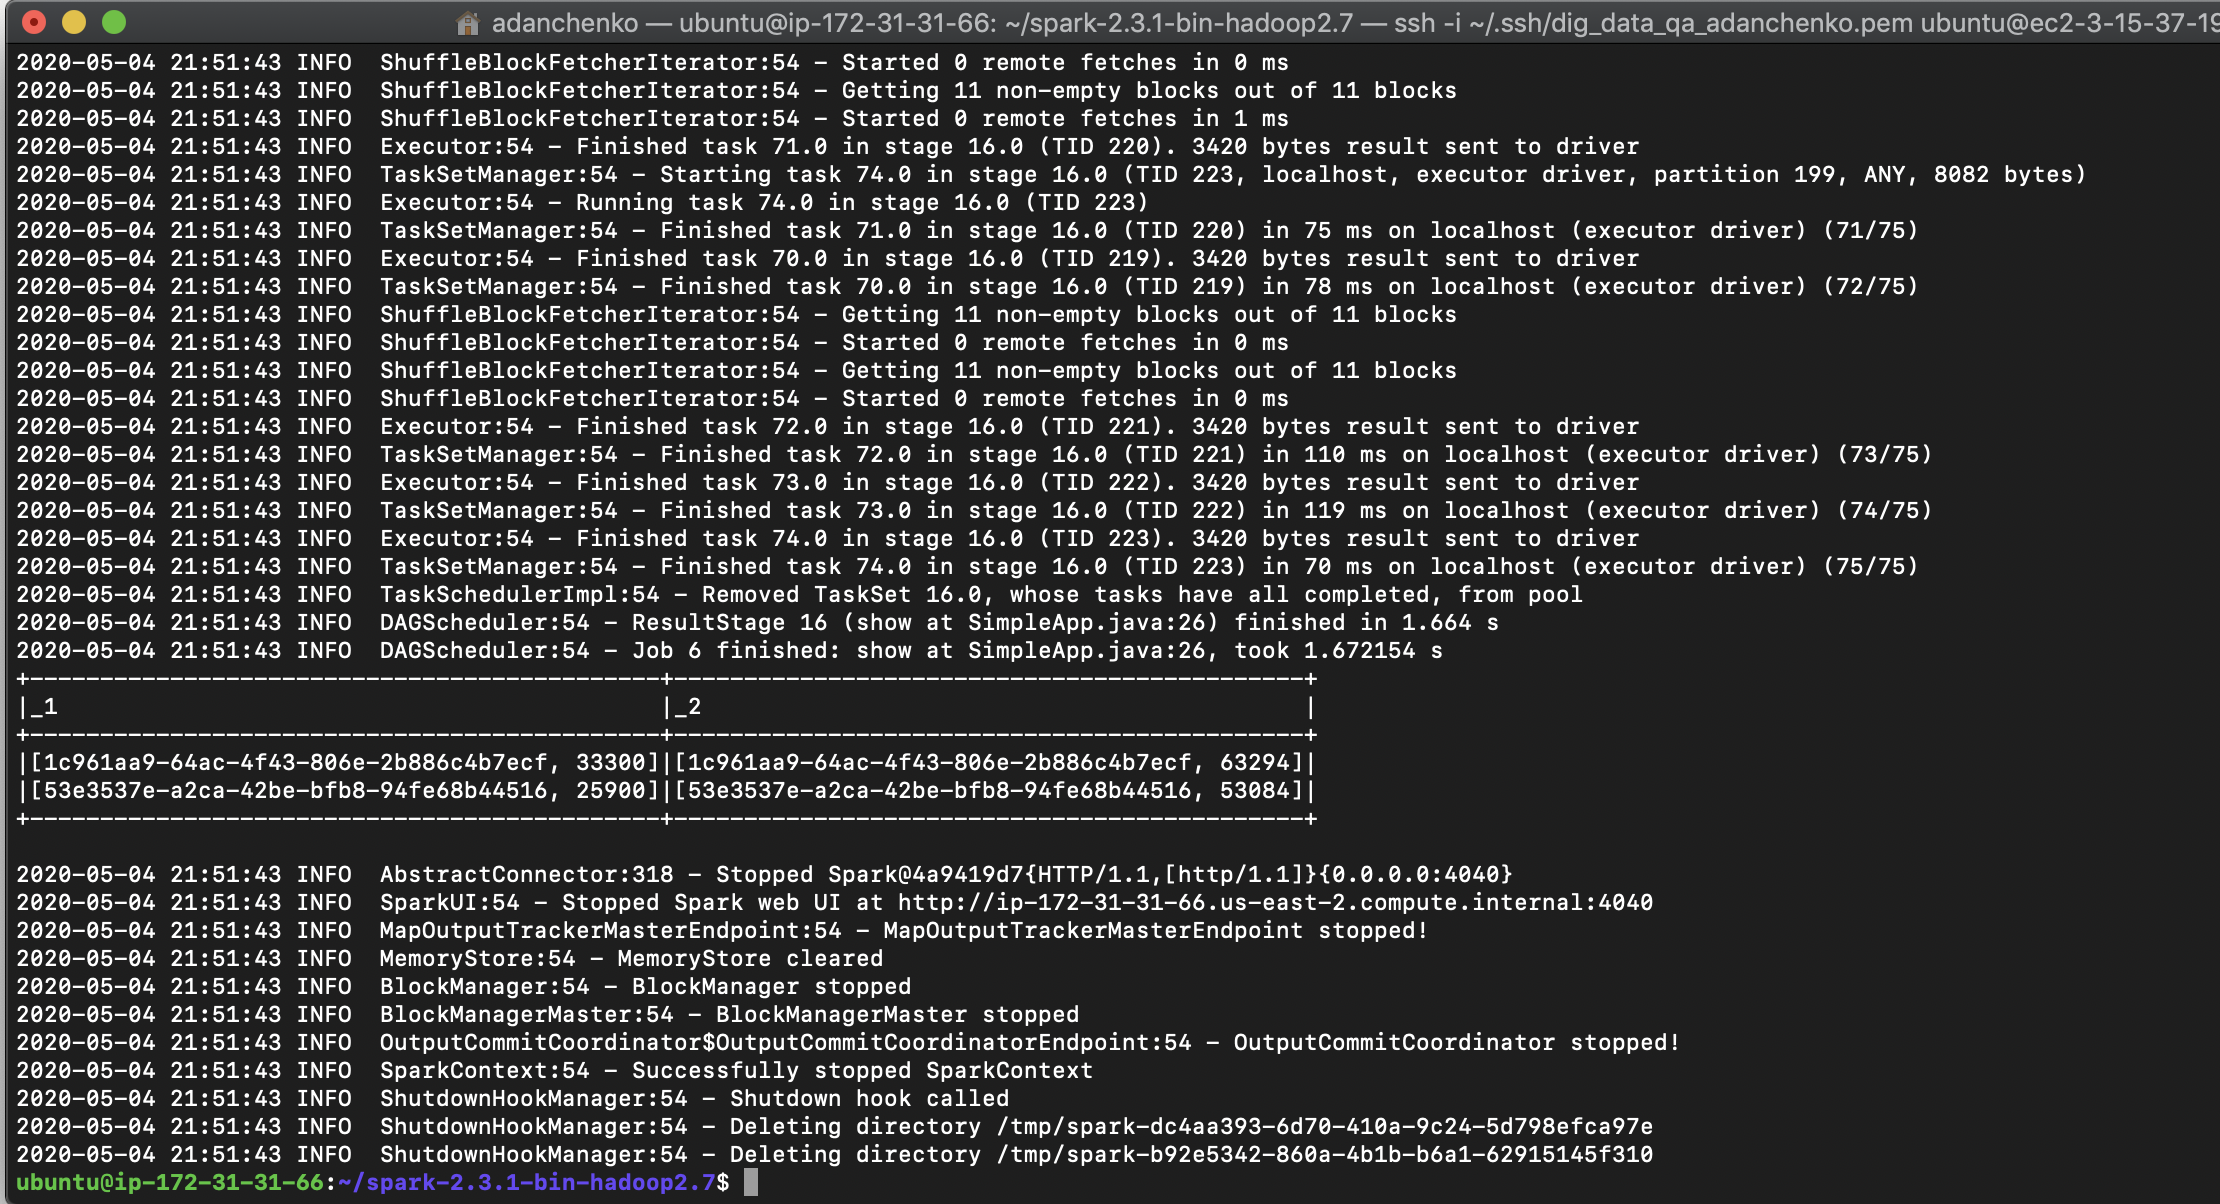 adanchenko — ubuntu@ip-172-31-31-66: ~/spark-2.3.1-bin-hadoop2.7 — ssh -i ~/.ssh/dig_data_qa_adanchenko.pem ubuntu@ec2-3-15-37-19
2020-05-04 21:51:43 INFO  ShuffleBlockFetcherIterator:54 - Started 0 remote fetches in 0 ms
2020-05-04 21:51:43 INFO  ShuffleBlockFetcherIterator:54 - Getting 11 non-empty blocks out of 11 blocks
2020-05-04 21:51:43 INFO  ShuffleBlockFetcherIterator:54 - Started 0 remote fetches in 1 ms
2020-05-04 21:51:43 INFO  Executor:54 - Finished task 71.0 in stage 16.0 (TID 220). 3420 bytes result sent to driver
2020-05-04 21:51:43 INFO  TaskSetManager:54 - Starting task 74.0 in stage 16.0 (TID 223, localhost, executor driver, partition 199, ANY, 8082 bytes)
2020-05-04 21:51:43 INFO  Executor:54 - Running task 74.0 in stage 16.0 (TID 223)
2020-05-04 21:51:43 INFO  TaskSetManager:54 - Finished task 71.0 in stage 16.0 (TID 220) in 75 ms on localhost (executor driver) (71/75)
2020-05-04 21:51:43 INFO  Executor:54 - Finished task 70.0 in stage 16.0 (TID 219). 3420 bytes result sent to driver
2020-05-04 21:51:43 INFO  TaskSetManager:54 - Finished task 70.0 in stage 16.0 (TID 219) in 78 ms on localhost (executor driver) (72/75)
2020-05-04 21:51:43 INFO  ShuffleBlockFetcherIterator:54 - Getting 11 non-empty blocks out of 11 blocks
2020-05-04 21:51:43 INFO  ShuffleBlockFetcherIterator:54 - Started 0 remote fetches in 0 ms
2020-05-04 21:51:43 INFO  ShuffleBlockFetcherIterator:54 - Getting 11 non-empty blocks out of 11 blocks
2020-05-04 21:51:43 INFO  ShuffleBlockFetcherIterator:54 - Started 0 remote fetches in 0 ms
2020-05-04 21:51:43 INFO  Executor:54 - Finished task 72.0 in stage 16.0 (TID 221). 3420 bytes result sent to driver
2020-05-04 21:51:43 INFO  TaskSetManager:54 - Finished task 72.0 in stage 16.0 (TID 221) in 110 ms on localhost (executor driver) (73/75)
2020-05-04 21:51:43 INFO  Executor:54 - Finished task 73.0 in stage 16.0 (TID 222). 3420 bytes result sent to driver
2020-05-04 21:51:43 INFO  TaskSetManager:54 - Finished task 73.0 in stage 16.0 (TID 222) in 119 ms on localhost (executor driver) (74/75)
2020-05-04 21:51:43 INFO  Executor:54 - Finished task 74.0 in stage 16.0 (TID 223). 3420 bytes result sent to driver
2020-05-04 21:51:43 INFO  TaskSetManager:54 - Finished task 74.0 in stage 16.0 (TID 223) in 70 ms on localhost (executor driver) (75/75)
2020-05-04 21:51:43 INFO  TaskSchedulerImpl:54 - Removed TaskSet 16.0, whose tasks have all completed, from pool
2020-05-04 21:51:43 INFO  DAGScheduler:54 - ResultStage 16 (show at SimpleApp.java:26) finished in 1.664 s
2020-05-04 21:51:43 INFO  DAGScheduler:54 - Job 6 finished: show at SimpleApp.java:26, took 1.672154 s
+---------------------------------------------+---------------------------------------------+
|_1                                           |_2                                           |
+---------------------------------------------+---------------------------------------------+
|[1c961aa9-64ac-4f43-806e-2b886c4b7ecf, 33300]|[1c961aa9-64ac-4f43-806e-2b886c4b7ecf, 63294]|
|[53e3537e-a2ca-42be-bfb8-94fe68b44516, 25900]|[53e3537e-a2ca-42be-bfb8-94fe68b44516, 53084]|
+---------------------------------------------+---------------------------------------------+
2020-05-04 21:51:43 INFO  AbstractConnector:318 - Stopped Spark@4a9419d7{HTTP/1.1,[http/1.1]}{0.0.0.0:4040}
2020-05-04 21:51:43 INFO  SparkUI:54 - Stopped Spark web UI at http://ip-172-31-31-66.us-east-2.compute.internal:4040
2020-05-04 21:51:43 INFO  MapOutputTrackerMasterEndpoint:54 - MapOutputTrackerMasterEndpoint stopped!
2020-05-04 21:51:43 INFO  MemoryStore:54 - MemoryStore cleared
2020-05-04 21:51:43 INFO  BlockManager:54 - BlockManager stopped
2020-05-04 21:51:43 INFO  BlockManagerMaster:54 - BlockManagerMaster stopped
2020-05-04 21:51:43 INFO  OutputCommitCoordinator$OutputCommitCoordinatorEndpoint:54 - OutputCommitCoordinator stopped!
2020-05-04 21:51:43 INFO  SparkContext:54 - Successfully stopped SparkContext
2020-05-04 21:51:43 INFO  ShutdownHookManager:54 - Shutdown hook called
2020-05-04 21:51:43 INFO  ShutdownHookManager:54 - Deleting directory /tmp/spark-dc4aa393-6d70-410a-9c24-5d798efca97e
2020-05-04 21:51:43 INFO  ShutdownHookManager:54 - Deleting directory /tmp/spark-b92e5342-860a-4b1b-b6a1-62915145f310
ubuntu@ip-172-31-31-66:~/spark-2.3.1-bin-hadoop2.7$